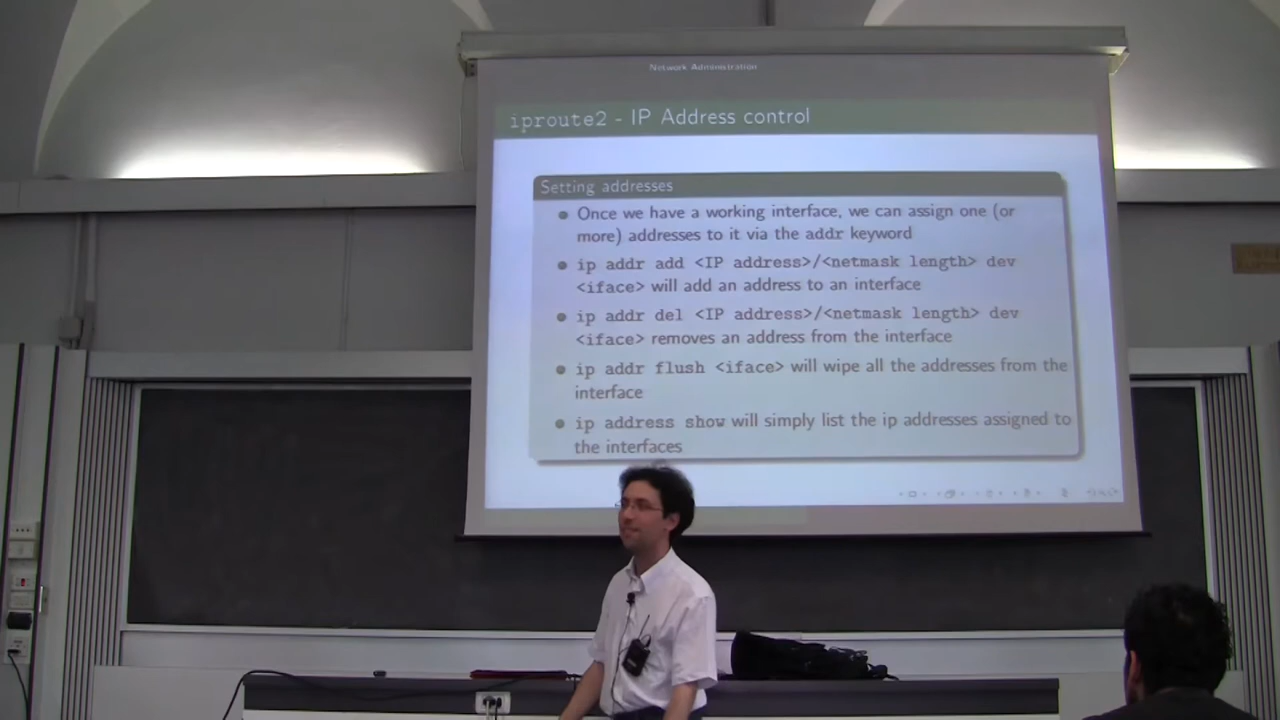 Network Administration
iproute2 - IP Address control
Setting addresses
Once we have a working interface, we can assign one (or
more) addresses to it via the addr keyword
ip addr add <IP address>/<netmask length> dev
<iface> will add an address to an interface
ip addr del <IP address>/<netmask length> dev
<iface> removes an address from the interface
ip addr flush <iface> will wipe all the addresses from the
interface
ip address show will simply list the ip addresses assigned to
the interfaces